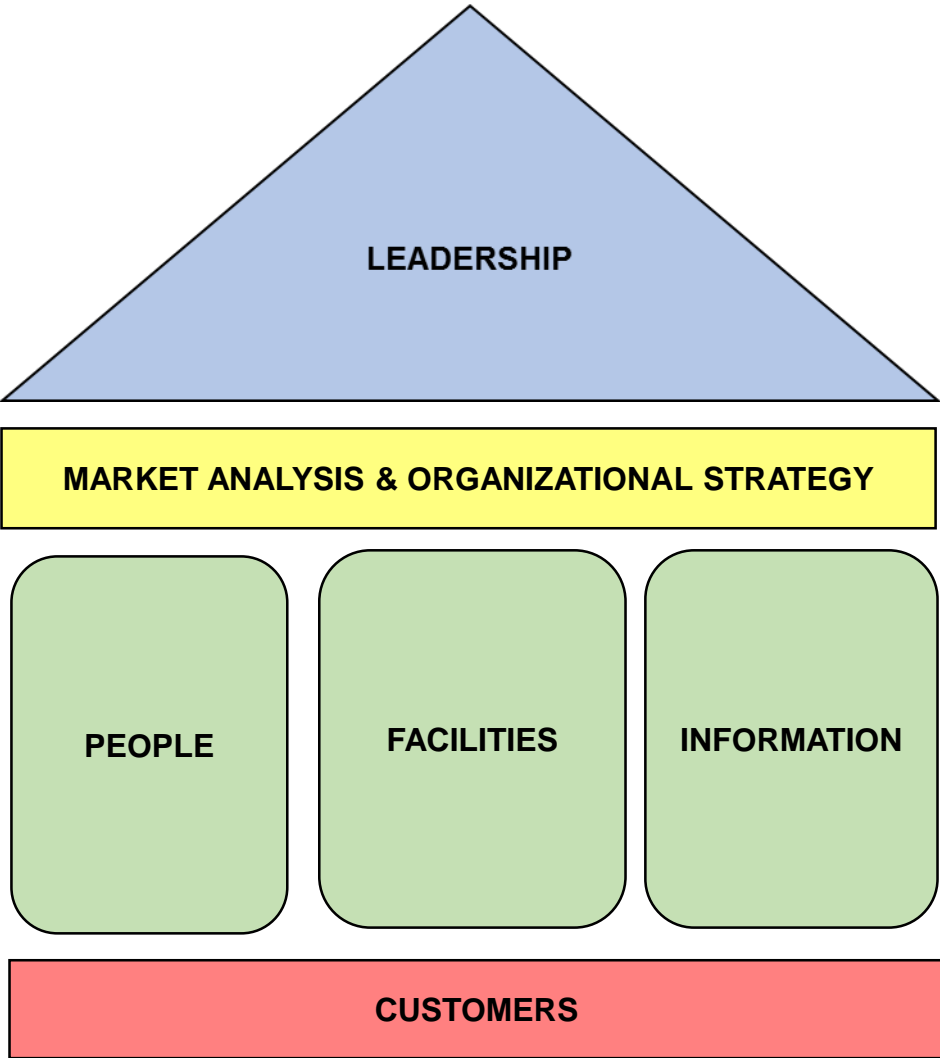 LEADERSHIP
MARKET ANALYSIS & ORGANIZATIONAL STRATEGY
PEOPLE
FACILITIES
INFORMATION
CUSTOMERS